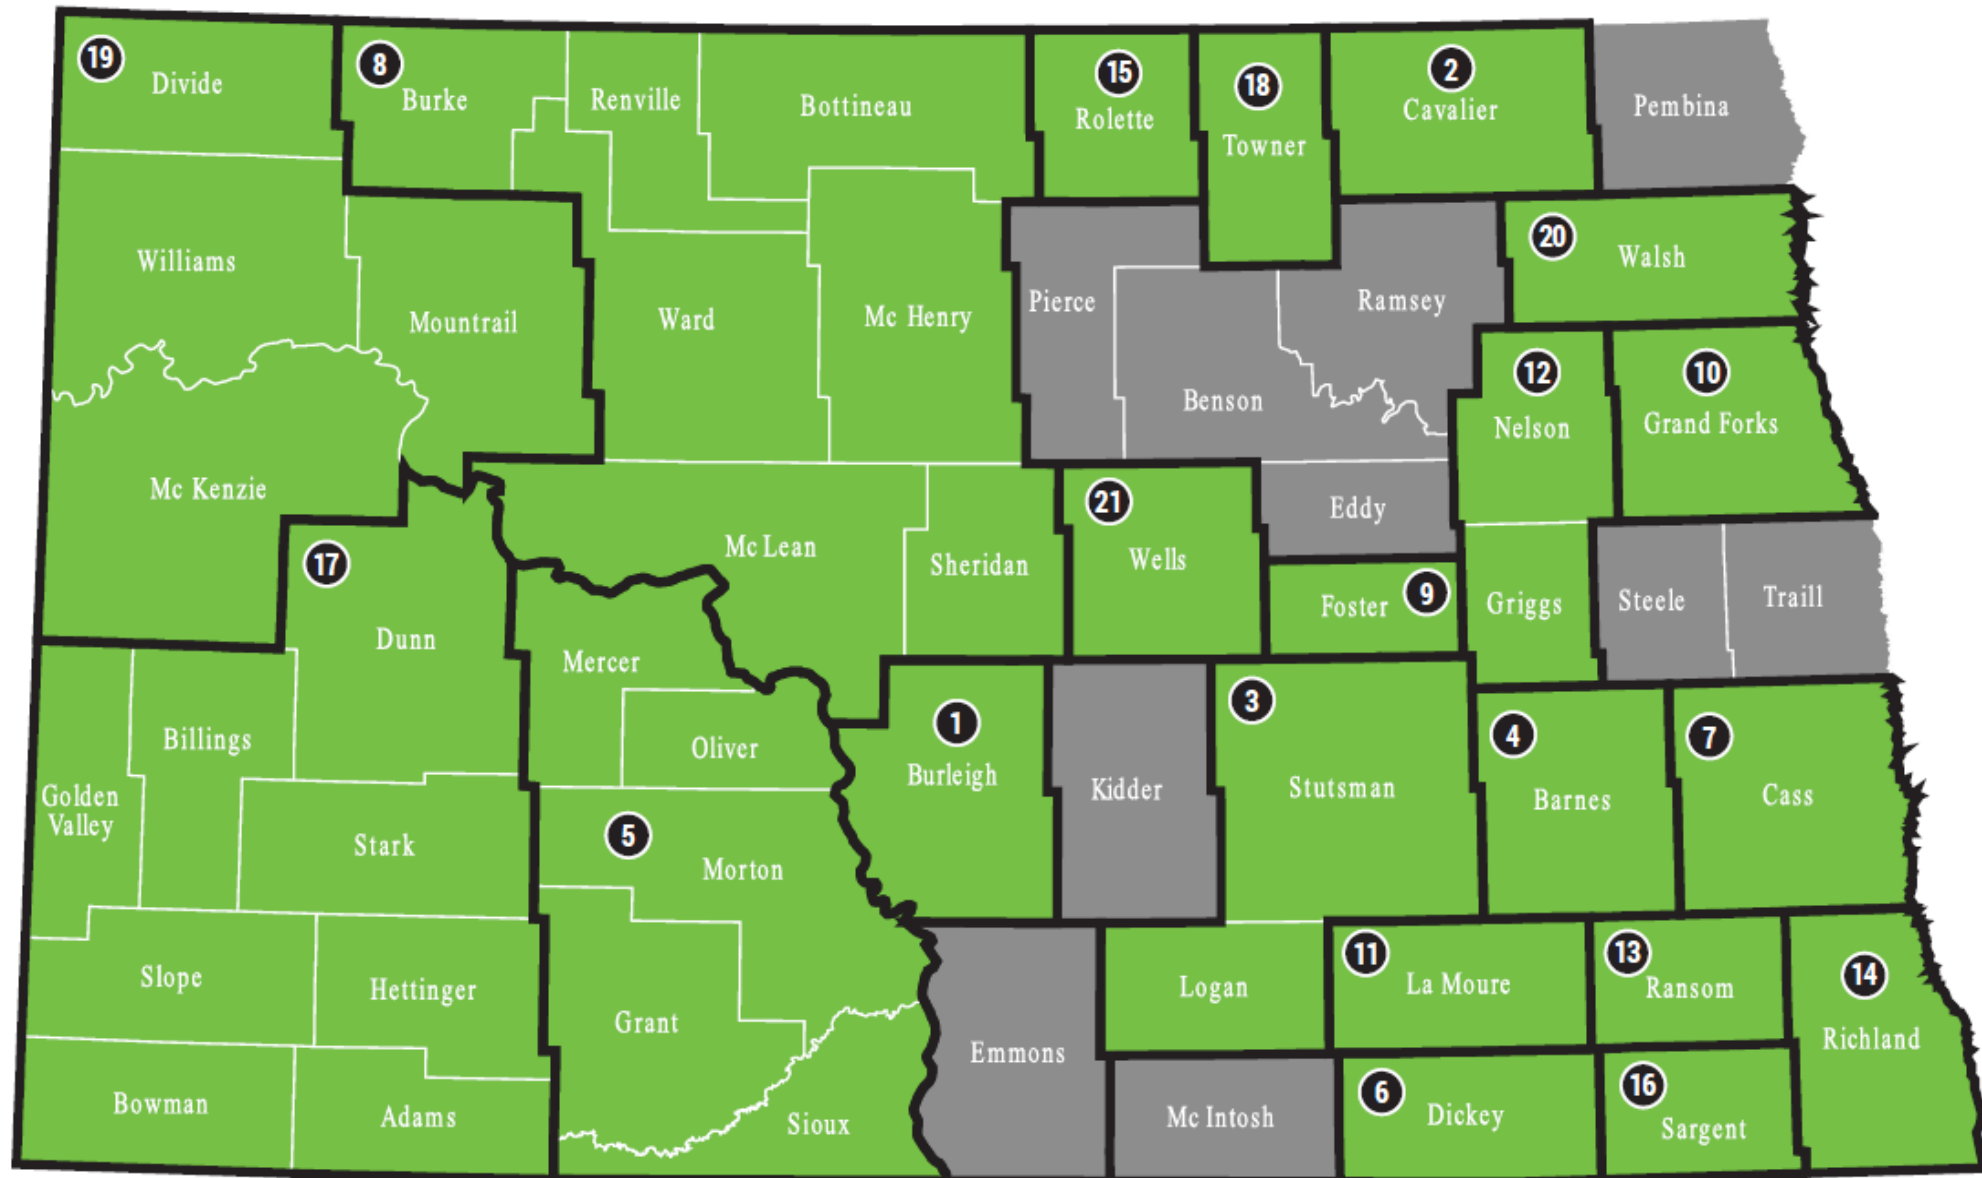 19
Divide
8
Burke
Renville
Bottineau
15
Rolette
18
Towner
2
Cavalier
Pembina
Williams
Mountrail
Ward
Mc Henry
Pierce
Benson
Ramsey
20
Walsh
12
Nelson
10
Grand Forks
Mc Kenzie
17
Dunn
Mc Lean
Sheridan
21
Wells
Eddy
Foster
9
Griggs
Steele
Traill
Mercer
Oliver
Golden
Valley
Billings
Stark
5
Morton
1
Burleigh
Kidder
3
Stutsman
4
Barnes
7
Cass
Slope
Hettinger
Grant
Emmons
Logan
11
La Moure
13
Ransom
14
Richland
Bowman
Adams
Sioux
Mc Intosh
6
Dickey
16
Sargent